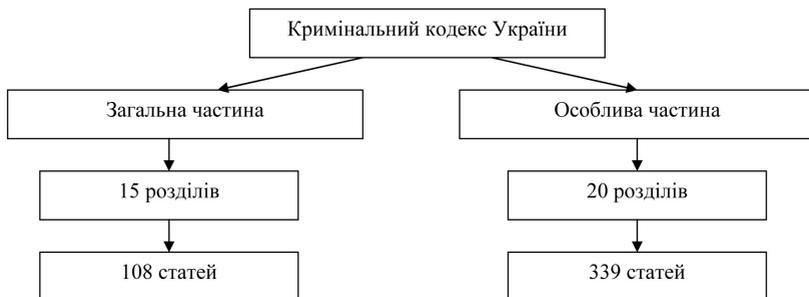 Кримінальний кодекс України
Загальна частина
Особлива частина
15 розділів
20 розділів
108 статей
339 статей